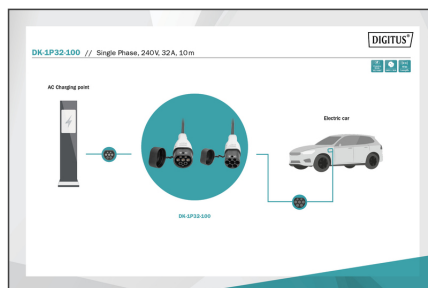 DIGITUS®
DK-1P32-100 // Single Phase, 240V, 32A, 10m
AC Charging point
Electric car
DK-1P32-100